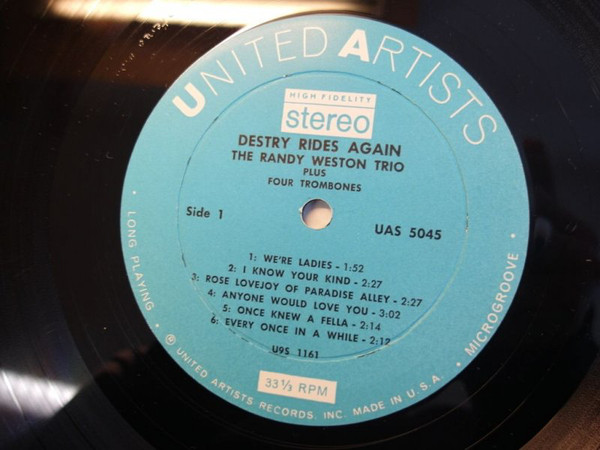 UNITED ARTISTS
HIGH FIDELITY
stereo
DESTRY RIDES AGAIN
THE RANDY WESTON TRIO
PLUS
FOUR TROMBONES
Side 1
UAS 5045
1: WE'RE LADIES - 1:52
2: I KNOW YOUR KIND - 2:27
3: ROSE LOVEJOY OF PARADISE ALLEY - 2:27
4: ANYONE WOULD LOVE YOU - 3:02
5: ONCE KNEW A FELLA - 2:14
6: EVERY ONCE IN A WHILE - 2:12
U9S 1161
33 1/3 RPM
• LONG PLAYING • ® UNITED ARTISTS RECORDS, INC. MADE IN U.S.A. • MICROGROOVE •